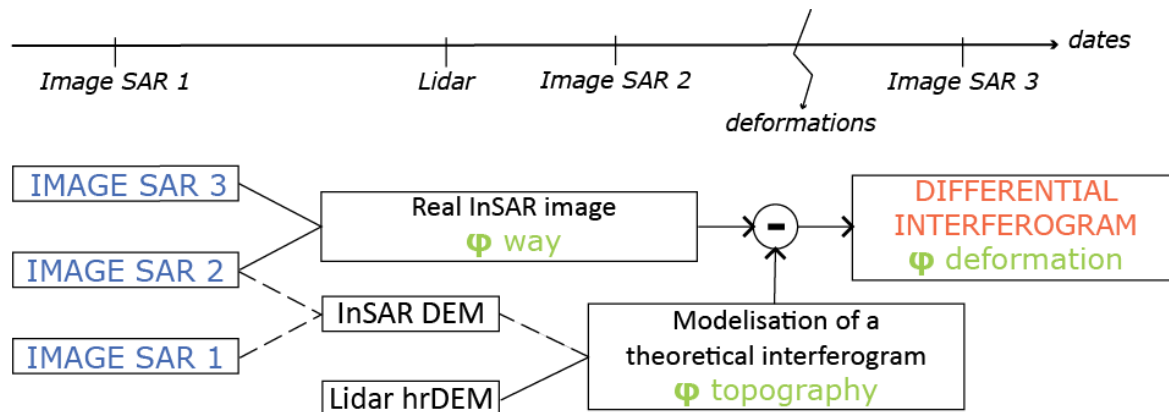 dates
Image SAR 1
Lidar
Image SAR 2
Image SAR 3
deformations
IMAGE SAR 3
Real InSAR image
φ way
-
DIFFERENTIAL
INTERFEROGRAM
φ deformation
IMAGE SAR 2
InSAR DEM
Modelisation of a
theoretical interferogram
φ topography
IMAGE SAR 1
Lidar hrDEM